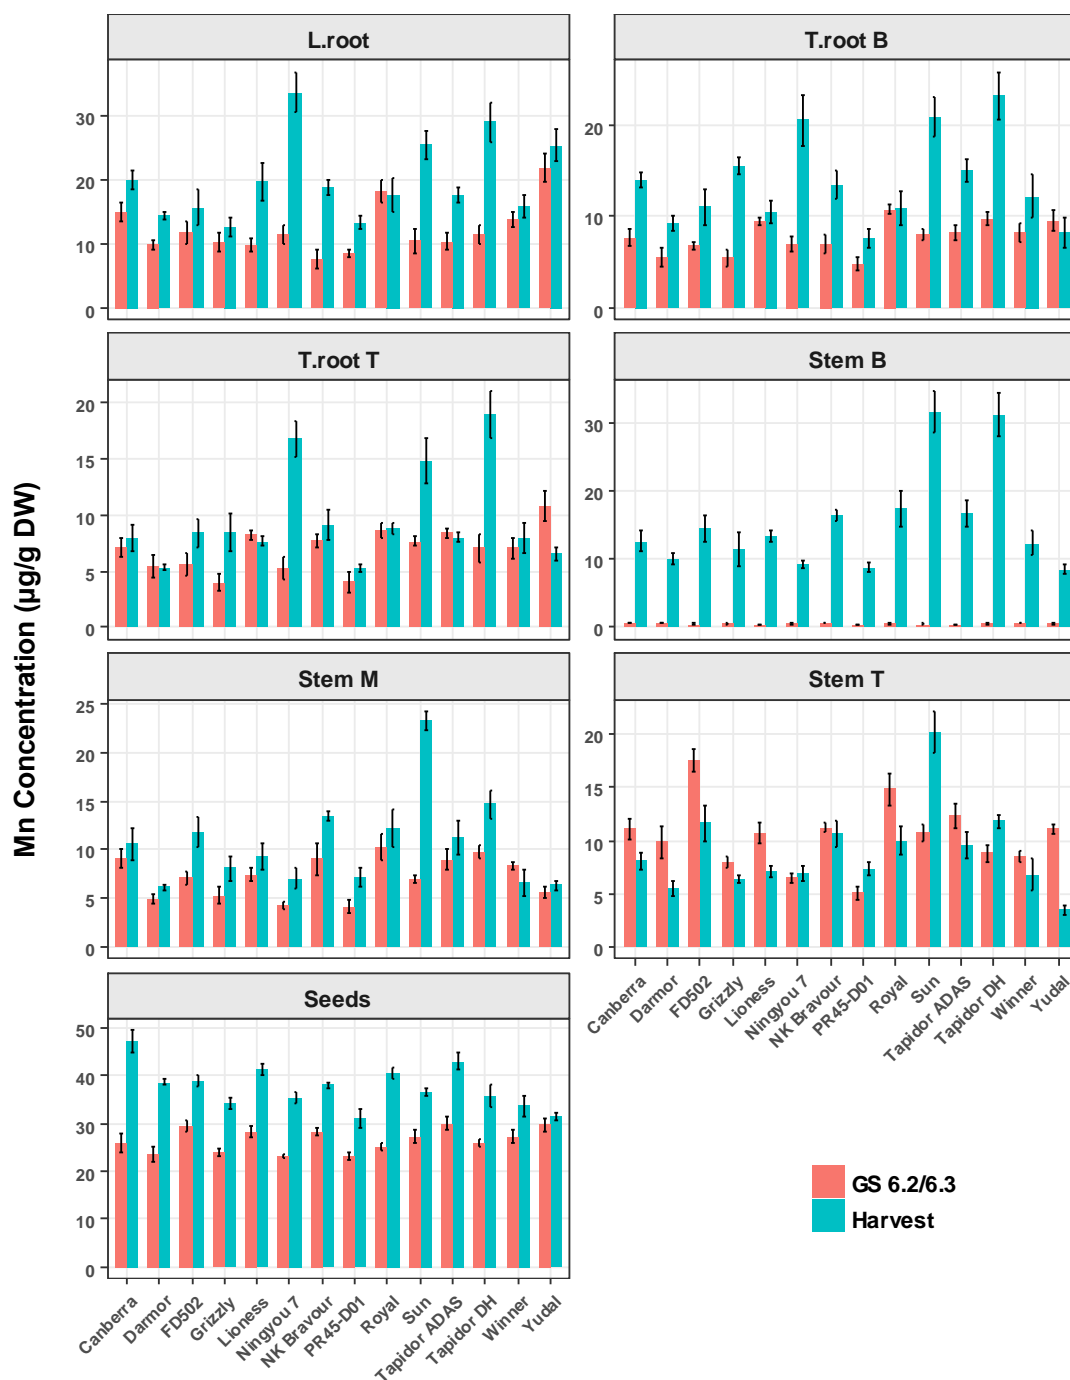 L.root
T.root B
30
20
10
0
20
10
0
T.root T
Stem B
20
15
10
5
0
30
20
10
0
Mn Concentration (µg/g DW)
Stem M
Stem T
25
20
15
10
5
0
20
15
10
5
0
Canberra
Darmor
FD502
Grizzly
Lioness
Ningyou 7
NK Bravour
PR45-D01
Royal
Sun
Tapidor ADAS
Tapidor DH
Winner
Yudal
Seeds
50
40
30
20
10
0
Canberra
Darmor
FD502
Grizzly
Lioness
Ningyou 7
NK Bravour
PR45-D01
Royal
Sun
Tapidor ADAS
Tapidor DH
Winner
Yudal
GS 6.2/6.3
Harvest